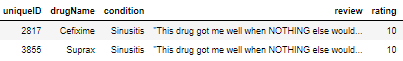 uniqueID drugName condition review rating
2817 Cefixime Sinusitis "This drug got me well when NOTHING else would... 10
3855 Suprax Sinusitis "This drug got me well when NOTHING else would... 10